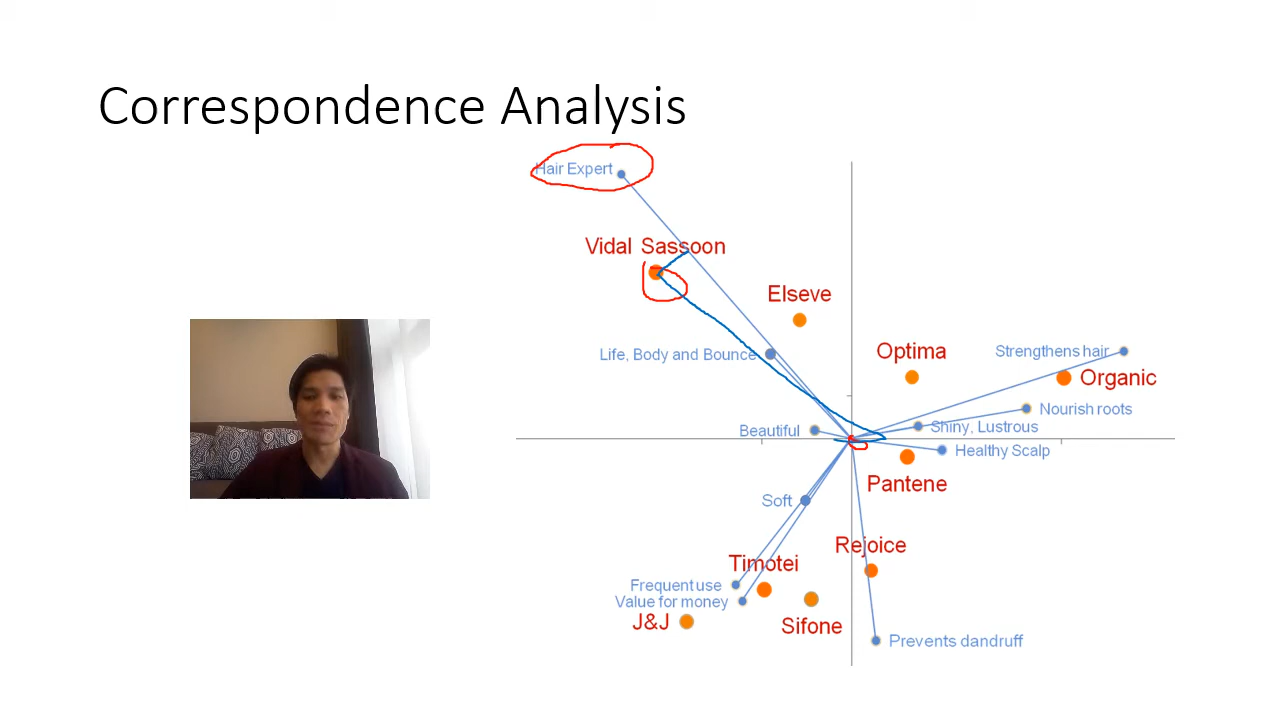 Correspondence Analysis
Hair Expert
Vidal Sassoon
Elseve
Life, Body and Bounce
Optima
Strengthens hair
Organic
Nourish roots
Beautiful
Shiny, Lustrous
Healthy Scalp
Pantene
Soft
Rejoice
Timotei
Frequent use
Value for money
J&J
Sifone
Prevents dandruff